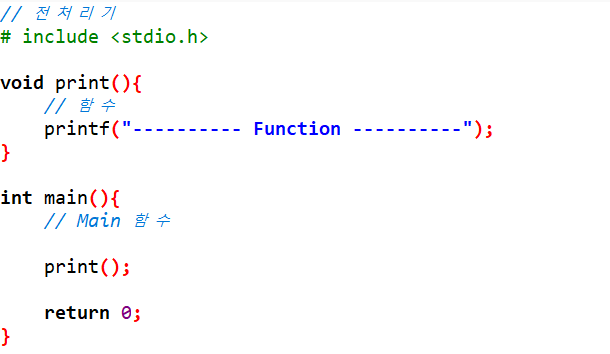 // 전처리기
# include <stdio.h>
void print(){
// 함수
printf("---------- Function ----------");
}
int main(){
// Main 함수
print();
return 0;
}